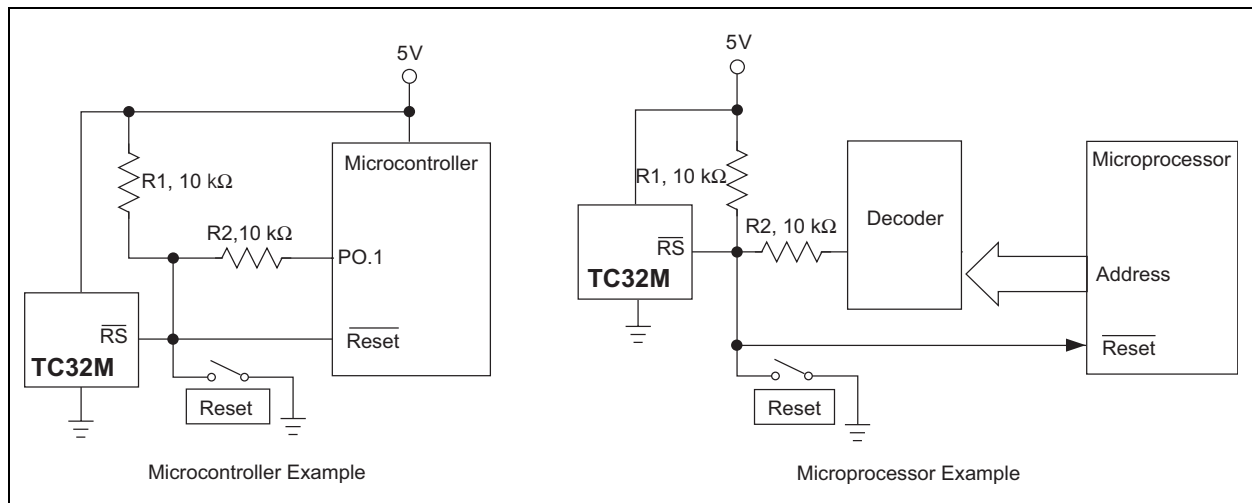 5V
Microcontroller
R1, 10 kΩ
R2,10 kΩ
PO.1
RS
TC32M
Reset
Reset
Microcontroller Example
5V
Microprocessor
R1, 10 kΩ
Decoder
R2, 10 kΩ
RS
TC32M
Address
Reset
Reset
Microprocessor Example